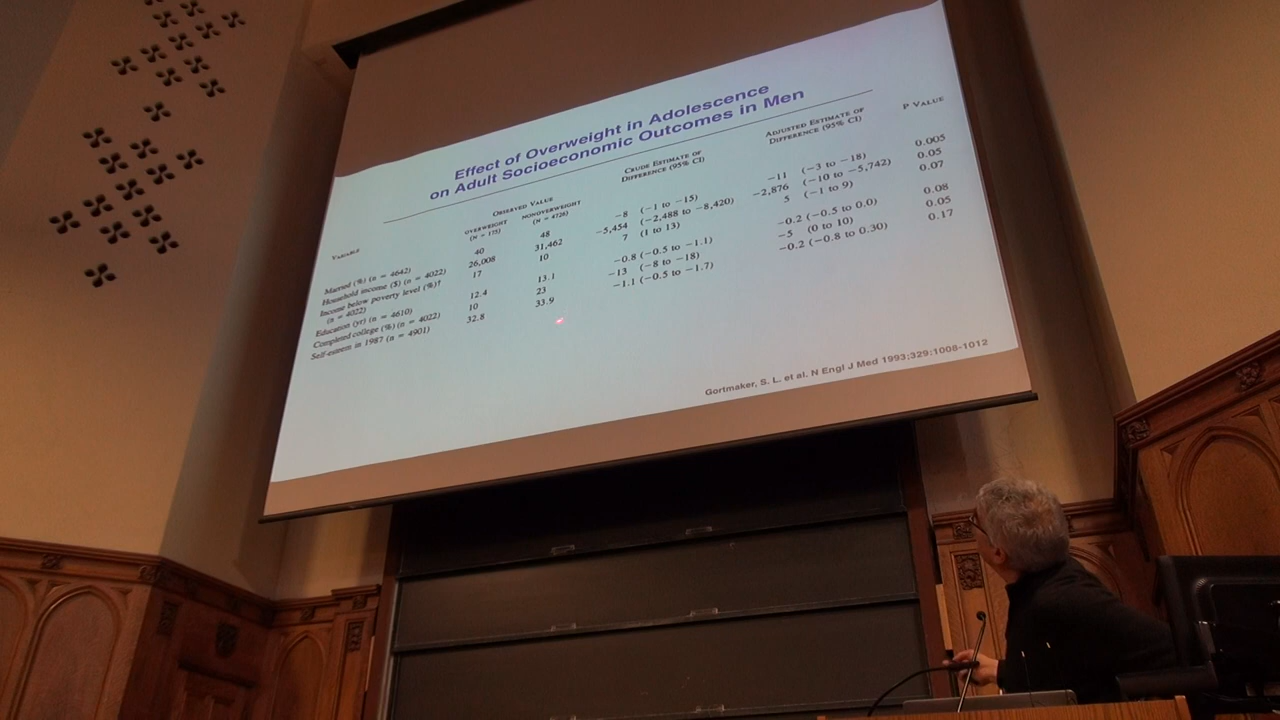 Effect of Overweight in Adolescence
on Adult Socioeconomic Outcomes in Men
VARIABLE OBSERVED VALUE CRUDE ESTIMATE OF DIFFERENCE (95% CI) ADJUSTED ESTIMATE OF DIFFERENCE (95% CI) P VALUE
OVERWEIGHT (N = 175) NONOVERWEIGHT (N = 4726)
Married (%) (n = 4642) 40 48 −8 (−1 to −15) −11 (−3 to −18) 0.005
Household income ($) (n = 4022) 26,008 31,462 −5,454 (−2,488 to −8,420) −2,876 (−10 to −5,742) 0.05
Income below poverty level (%)† (n = 4022) 17 10 7 (1 to 13) 5 (−1 to 9) 0.07
Education (yr) (n = 4610) 12.4 13.1 −0.8 (−0.5 to −1.1) −0.2 (−0.5 to 0.0) 0.08
Completed college (%) (n = 4022) 10 23 −13 (−8 to −18) −5 (0 to 10) 0.05
Self-esteem in 1987 (n = 4901) 32.8 33.9 −1.1 (−0.5 to −1.7) −0.2 (−0.8 to 0.30) 0.17
Gortmaker, S. L. et al. N Engl J Med 1993;329:1008-1012